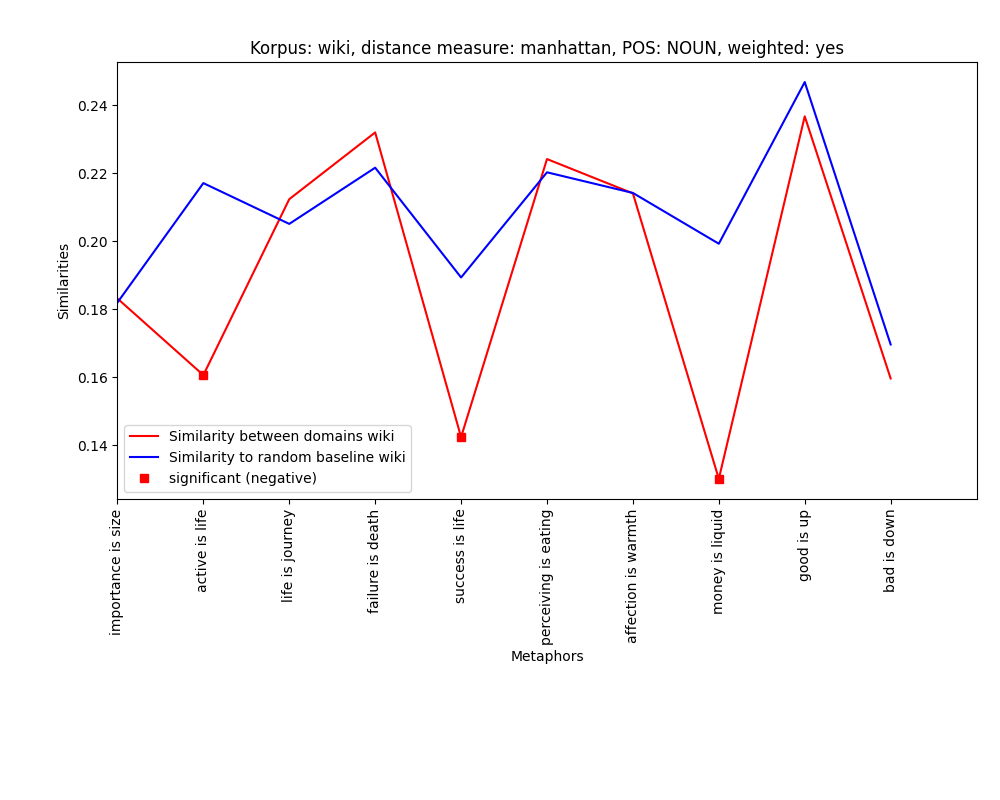 Korpus: wiki, distance measure: manhattan, POS: NOUN, weighted: yes
Similarities
0.24
0.22
0.20
0.18
0.16
0.14
Similarity between domains wiki
Similarity to random baseline wiki
significant (negative)
importance is size
active is life
life is journey
failure is death
success is life
perceiving is eating
affection is warmth
money is liquid
good is up
bad is down
Metaphors